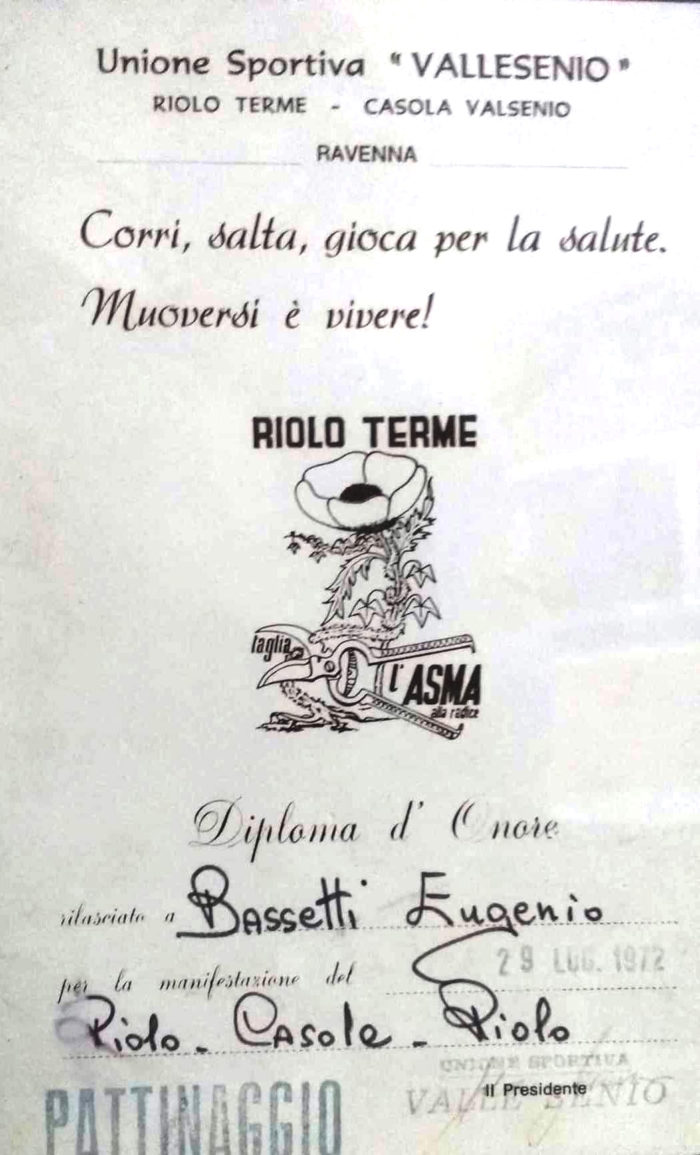 Unione Sportiva "VALLESENIO"
RIOLO TERME - CASOLA VALSENIO
RAVENNA
Corri, salta, gioca per la salute.
Muoversi è vivere!
RIOLO TERME
taglia
l'ASMA
alla radice
Diploma d'Onore
rilasciato a Bassetti Eugenio
per la manifestazione del 29 LUG. 1972
Riolo - Casola - Riolo
UNIONE SPORTIVA
Il Presidente
VALLE SENIO
PATTINAGGIO